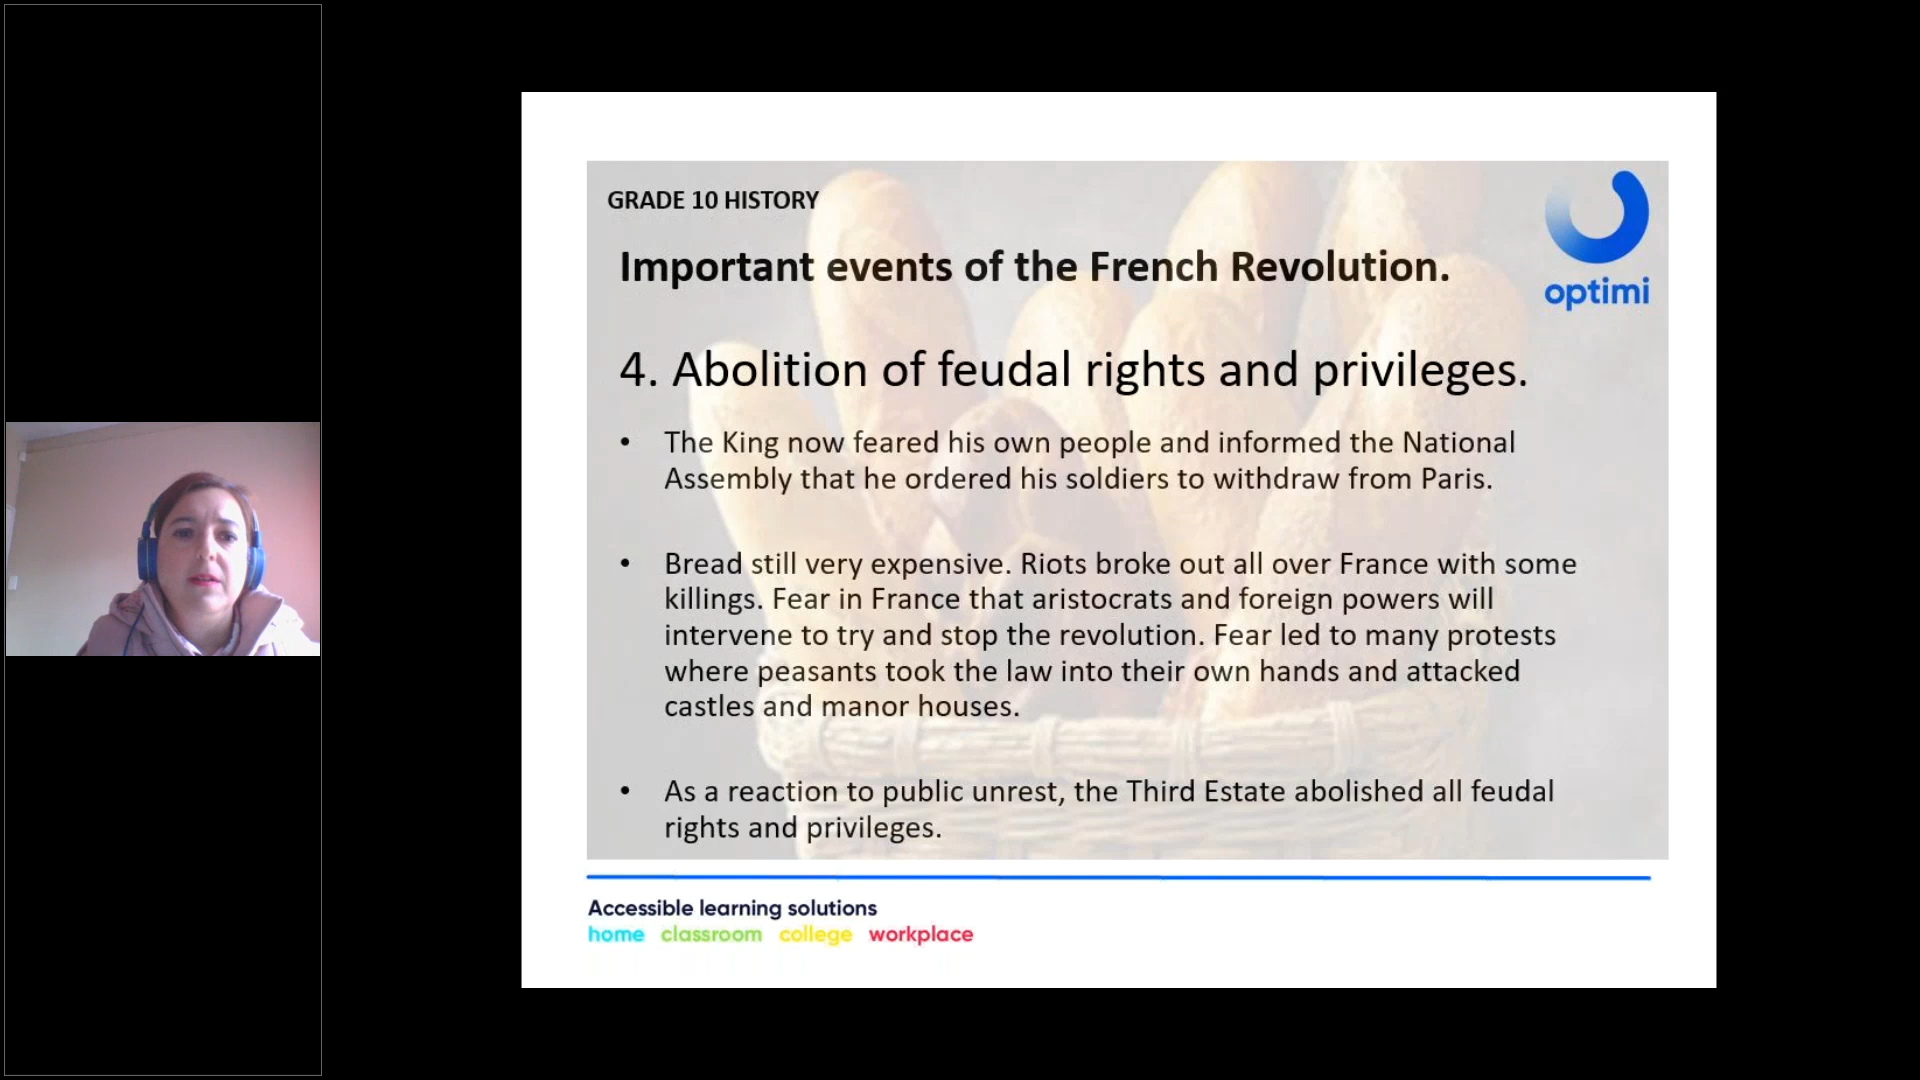 GRADE 10 HISTORY
optimi
Important events of the French Revolution.
4. Abolition of feudal rights and privileges.
• The King now feared his own people and informed the National
Assembly that he ordered his soldiers to withdraw from Paris.
• Bread still very expensive. Riots broke out all over France with some
killings. Fear in France that aristocrats and foreign powers will
intervene to try and stop the revolution. Fear led to many protests
where peasants took the law into their own hands and attacked
castles and manor houses.
• As a reaction to public unrest, the Third Estate abolished all feudal
rights and privileges.
Accessible learning solutions
home classroom college workplace